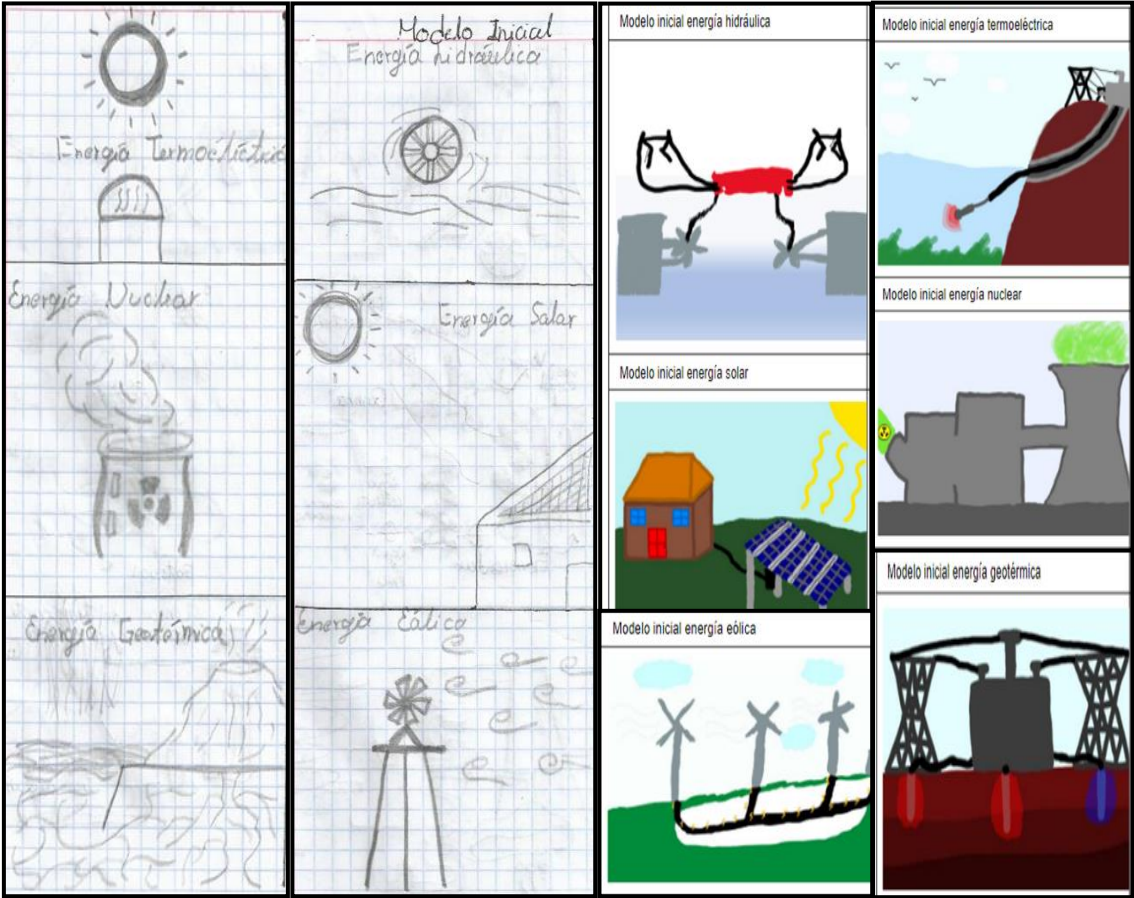 Energía Termoeléctric
Energía Nuclear
Energía Geotérmica
Modelo Inicial
Energía hidráulica
Energía Solar
Energía Eólica
Modelo inicial energía hidráulica
Modelo inicial energía solar
Modelo inicial energía eólica
Modelo inicial energía termoeléctrica
Modelo inicial energía nuclear
Modelo inicial energía geotérmica